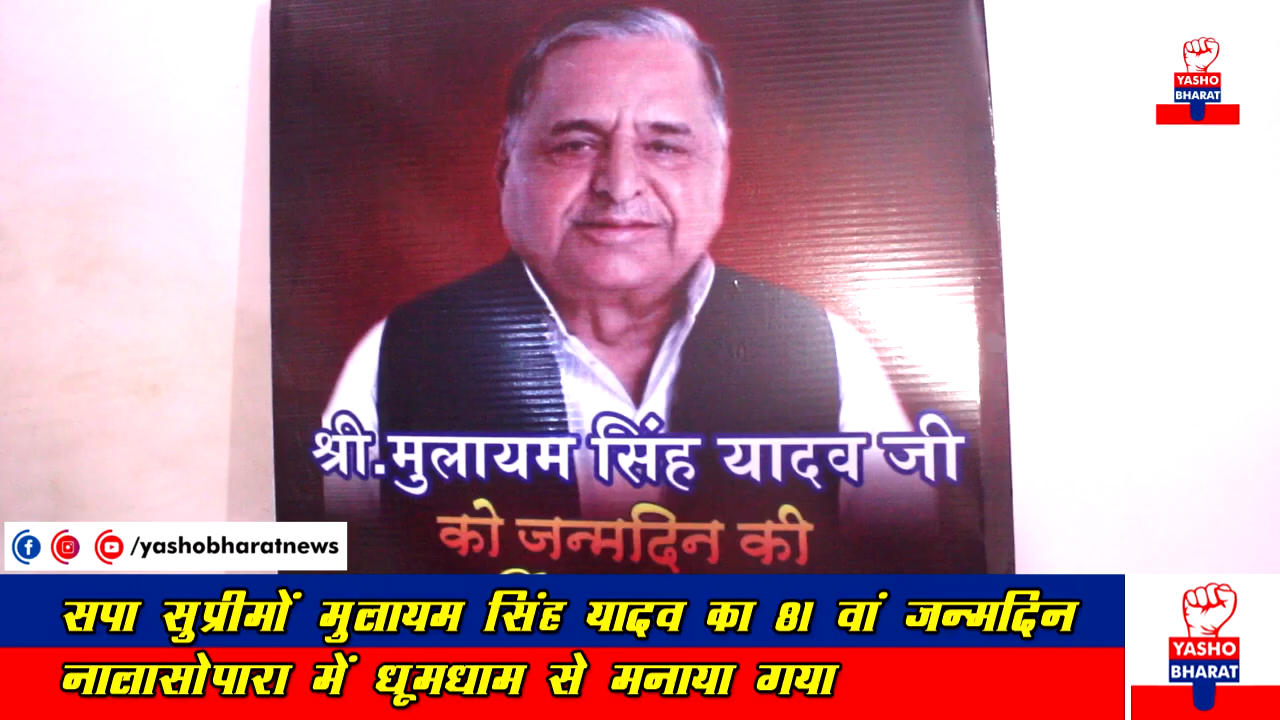 YASHO
BHARAT
श्री.मुलायम सिंह यादव जी
को जन्मदिन की
/yashobharatnews
सपा सुप्रीमों मुलायम सिंह यादव का 81 वां जन्मदिन
नालासोपारा में धूमधाम से मनाया गया
YASHO
BHARAT